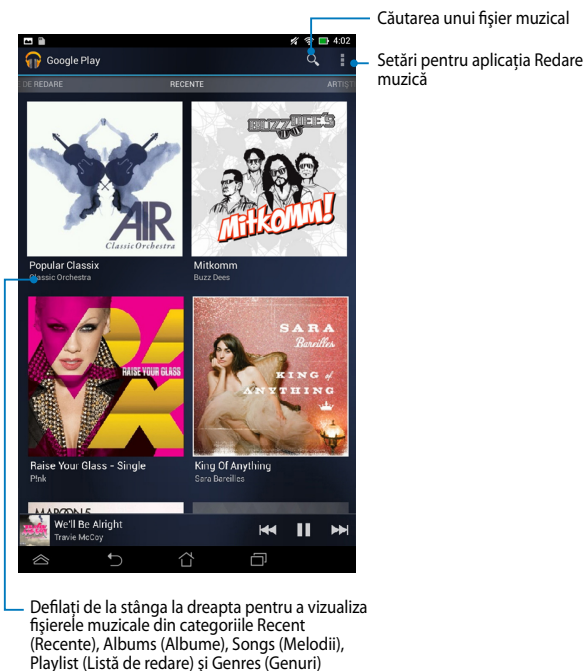 Căutarea unui fişier muzical
4:02
Google Play
Setări pentru aplicaţia Redare
muzică
DE REDARE
RECENTE
ARTIŞTI
BUZZ DEE'S
AIR
ClassicOrchestra
Mitkomm!
Popular Classix
Classic Orchestra
Mitkomm
Buzz Dees
RAISE YOUR GLASS
SARA
Bareilles
KING of
ANYTHING
Raise Your Glass - Single
P!nk
King Of Anything
Sara Bareilles
MAROON 5
We'll Be Alright
Travie McCoy
Defilaţi de la stânga la dreapta pentru a vizualiza
fişierele muzicale din categoriile Recent
(Recente), Albums (Albume), Songs (Melodii),
Playlist (Listă de redare) şi Genres (Genuri)